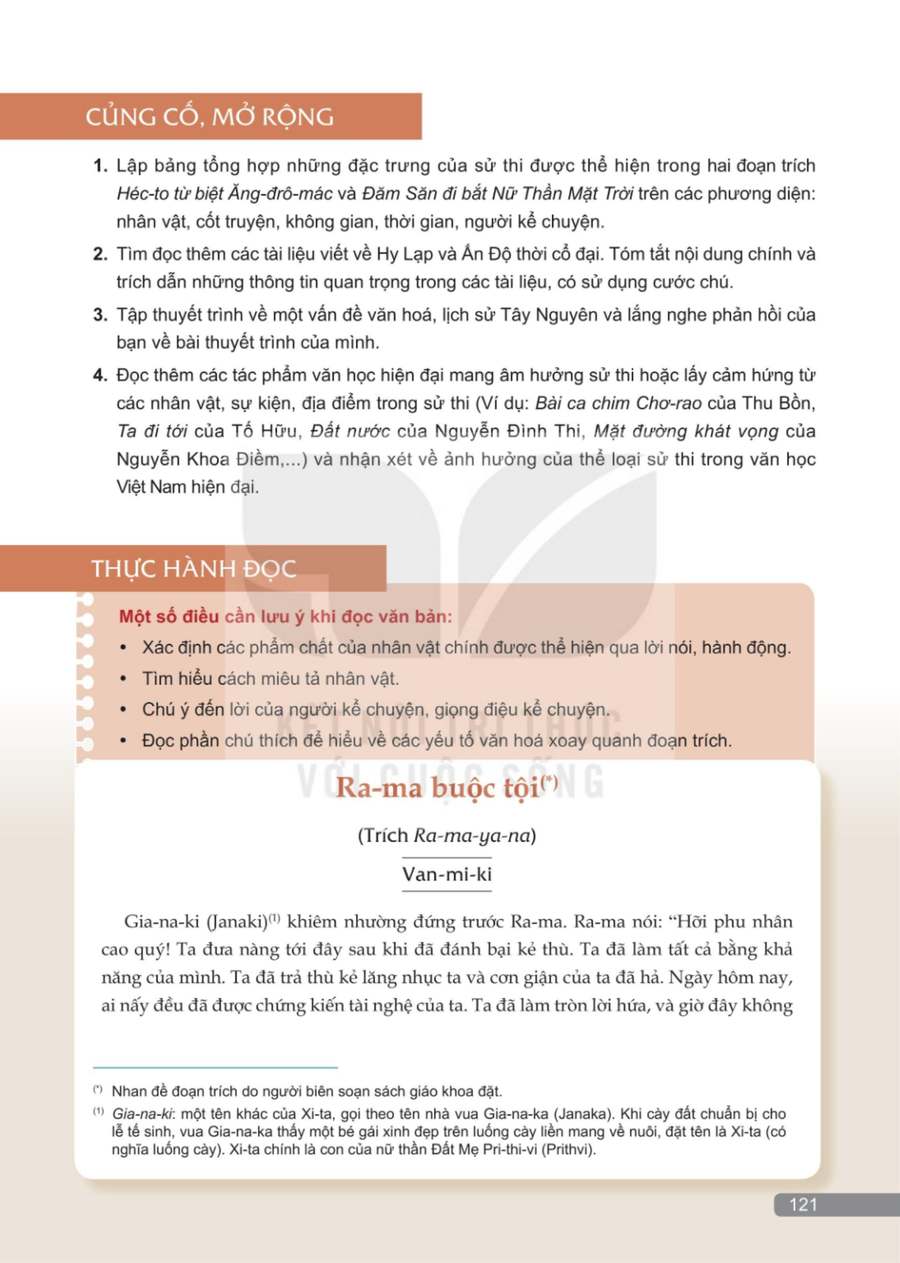 CỦNG CỐ, MỞ RỘNG
1. Lập bảng tổng hợp những đặc trưng của sử thi được thể hiện trong hai đoạn trích
Héc-to từ biệt Ăng-đrô-mác và Đăm Săn đi bắt Nữ Thần Mặt Trời trên các phương diện:
nhân vật, cốt truyện, không gian, thời gian, người kể chuyện.
2. Tìm đọc thêm các tài liệu viết về Hy Lạp và Ấn Độ thời cổ đại. Tóm tắt nội dung chính và
trích dẫn những thông tin quan trọng trong các tài liệu, có sử dụng cước chú.
3. Tập thuyết trình về một vấn đề văn hoá, lịch sử Tây Nguyên và lắng nghe phản hồi của
bạn về bài thuyết trình của mình.
4. Đọc thêm các tác phẩm văn học hiện đại mang âm hưởng sử thi hoặc lấy cảm hứng từ
các nhân vật, sự kiện, địa điểm trong sử thi (Ví dụ: Bài ca chim Chơ-rao của Thu Bồn,
Ta đi tới của Tố Hữu, Đất nước của Nguyễn Đình Thi, Mặt đường khát vọng của
Nguyễn Khoa Điềm,...) và nhận xét về ảnh hưởng của thể loại sử thi trong văn học
Việt Nam hiện đại.
THỰC HÀNH ĐỌC
Một số điều cần lưu ý khi đọc văn bản:
• Xác định các phẩm chất của nhân vật chính được thể hiện qua lời nói, hành động.
• Tìm hiểu cách miêu tả nhân vật.
• Chú ý đến lời của người kể chuyện, giọng điệu kể chuyện.
KẾT NỐI TRI THỨC
• Đọc phần chú thích để hiểu về các yếu tố văn hoá xoay quanh đoạn trích.
VỚI CUỘC SỐNG
Ra-ma buộc tội(*)
(Trích Ra-ma-ya-na)
Van-mi-ki
Gia-na-ki (Janaki)(1) khiêm nhường đứng trước Ra-ma. Ra-ma nói: “Hỡi phu nhân
cao quý! Ta đưa nàng tới đây sau khi đã đánh bại kẻ thù. Ta đã làm tất cả bằng khả
năng của mình. Ta đã trả thù kẻ lăng nhục ta và cơn giận của ta đã hả. Ngày hôm nay,
ai nấy đều đã được chứng kiến tài nghệ của ta. Ta đã làm tròn lời hứa, và giờ đây không
(*) Nhan đề đoạn trích do người biên soạn sách giáo khoa đặt.
(1) Gia-na-ki: một tên khác của Xi-ta, gọi theo tên nhà vua Gia-na-ka (Janaka). Khi cày đất chuẩn bị cho
lễ tế sinh, vua Gia-na-ka thấy một bé gái xinh đẹp trên luống cày liền mang về nuôi, đặt tên là Xi-ta (có
nghĩa luống cày). Xi-ta chính là con của nữ thần Đất Mẹ Pri-thi-vi (Prithvi).
121